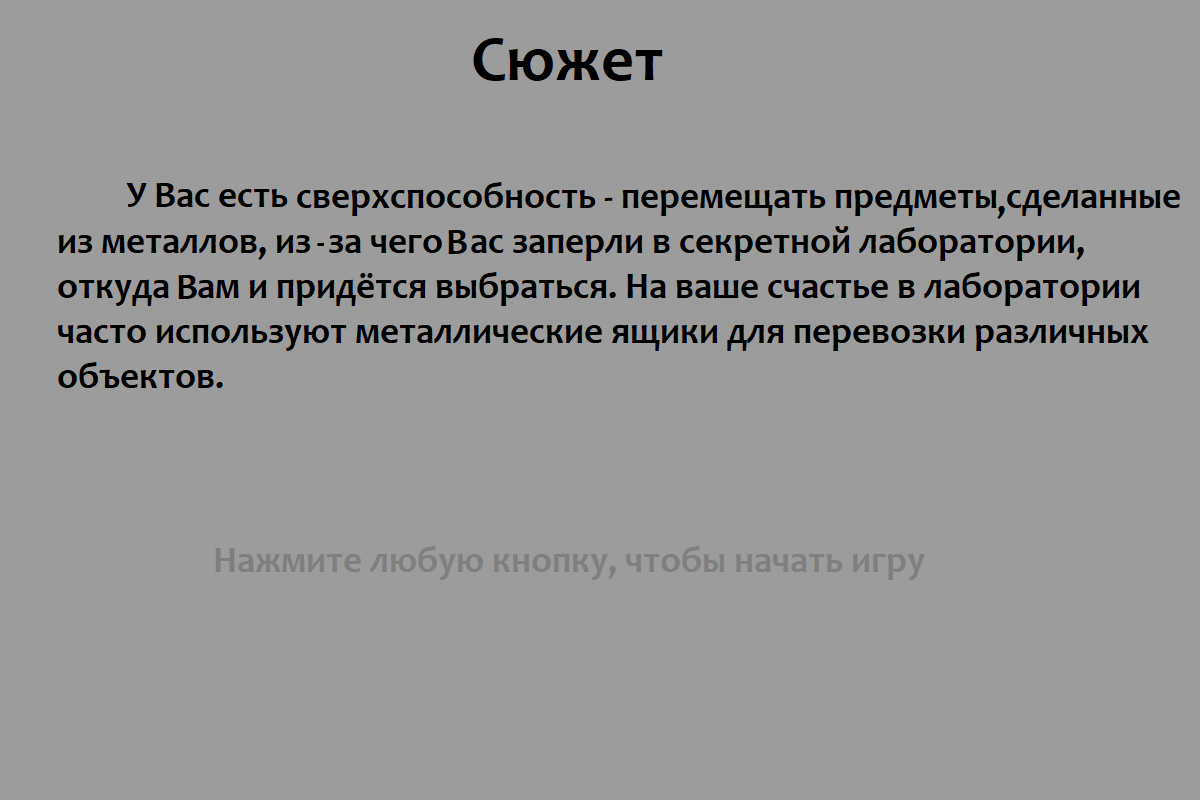 Сюжет
У Вас есть сверхспособность - перемещать предметы,сделанные
из металлов, из-за чего Вас заперли в секретной лаборатории,
откуда Вам и придётся выбраться. На ваше счастье в лаборатории
часто используют металлические ящики для перевозки различных
объектов.
Нажмите любую кнопку, чтобы начать игру